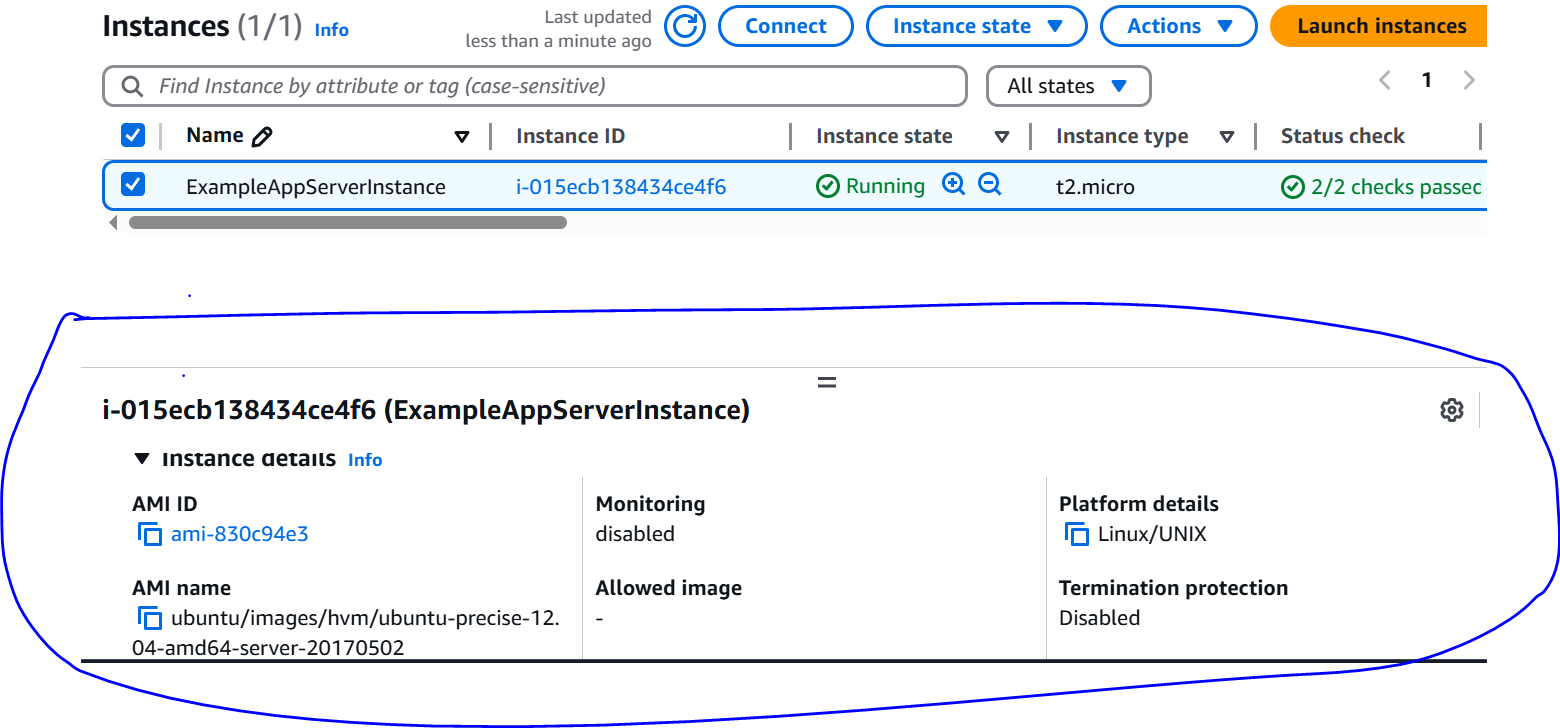 Instances (1/1) Info
Last updated
less than a minute ago
Connect
Instance state
Actions
Launch instances
Find Instance by attribute or tag (case-sensitive)
All states
1
Name Instance ID Instance state Instance type Status check
ExampleAppServerInstance i-015ecb138434ce4f6 Running t2.micro 2/2 checks passed
i-015ecb138434ce4f6 (ExampleAppServerInstance)
Instance details Info
AMI ID
ami-830c94e3
Monitoring
disabled
Platform details
Linux/UNIX
AMI name
ubuntu/images/hvm/ubuntu-precise-12.
04-amd64-server-20170502
Allowed image
-
Termination protection
Disabled